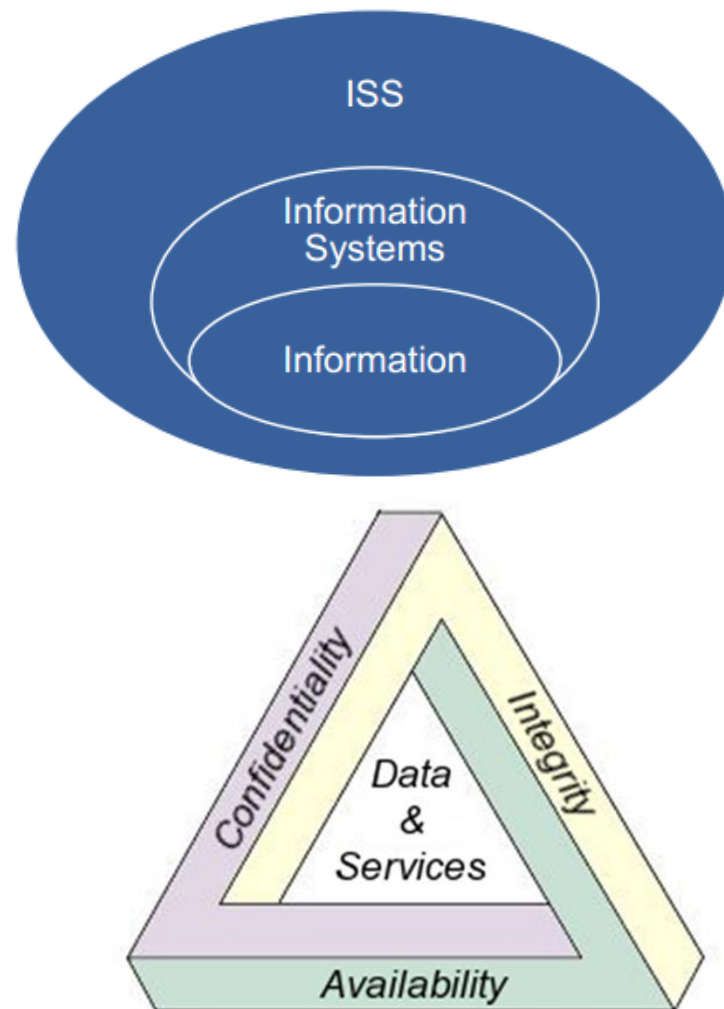 ISS
Information
Systems
Information
Confidentiality
Integrity
Data
&
Services
Availability